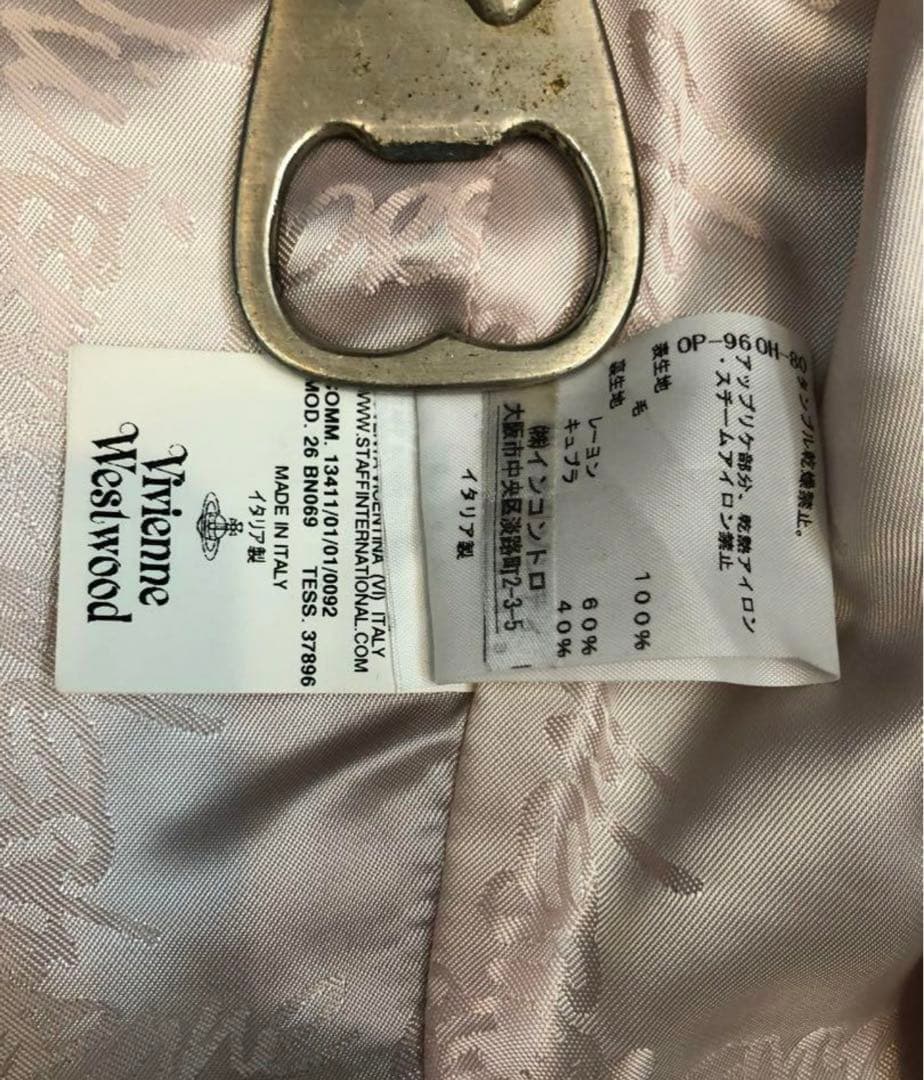 Vivienne
Westwood
イタリア製
MADE IN ITALY
MOD. 26 BN069 TESS. 37896
COMM. 13411/01/01/0092
WWW.STAFFINTERNATIONAL.COM
(VI) ITALY
OP-96
表生地
毛 100%
裏生地
レーヨン 60%
キュプラ 40%
㈱インコントロ
大阪市中央区淡路町2-3-5
イタリア製
タンブル乾燥禁止。
アップリケ部分、乾熱アイロン
・スチームアイロン禁止